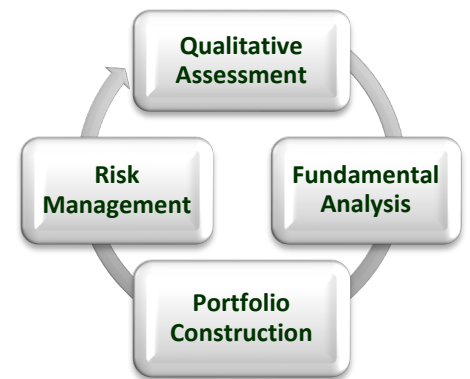 Qualitative
Assessment
Fundamental
Analysis
Portfolio
Construction
Risk
Management